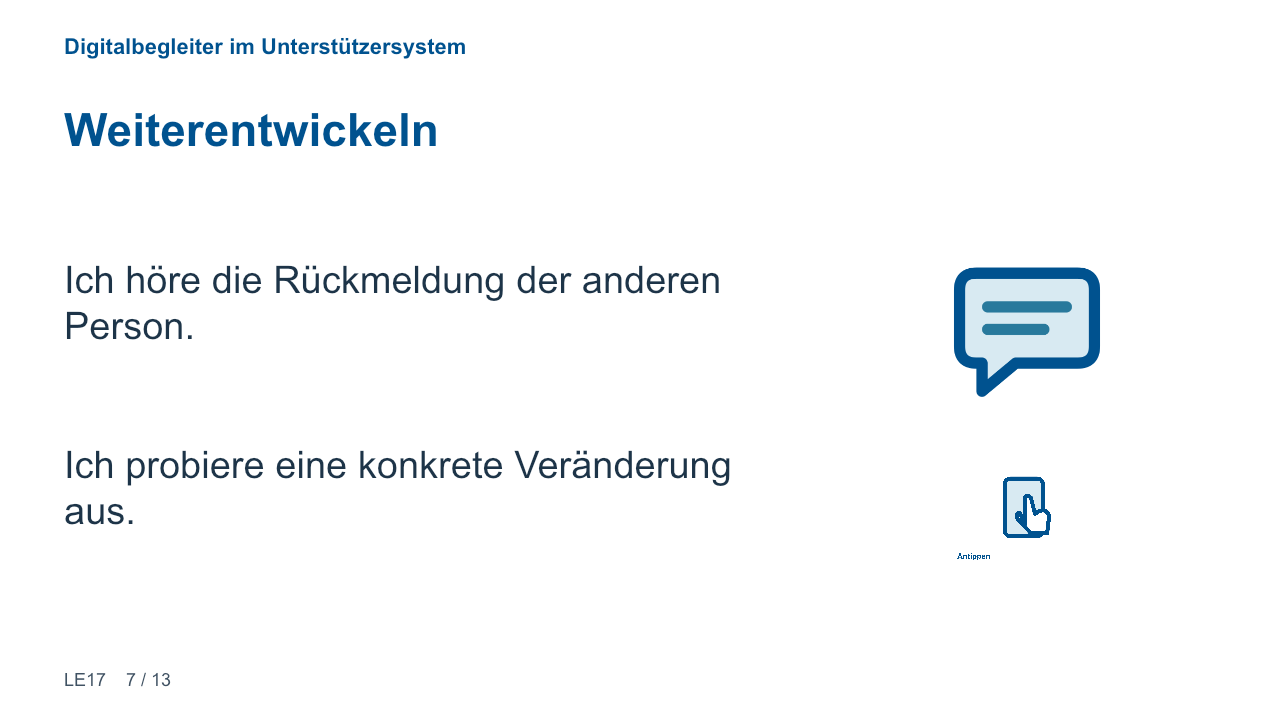 Digitalbegleiter im Unterstützersystem
Weiterentwickeln
Ich höre die Rückmeldung der anderen
Person.
Ich probiere eine konkrete Veränderung
aus.
Antippen
LE17 7 / 13